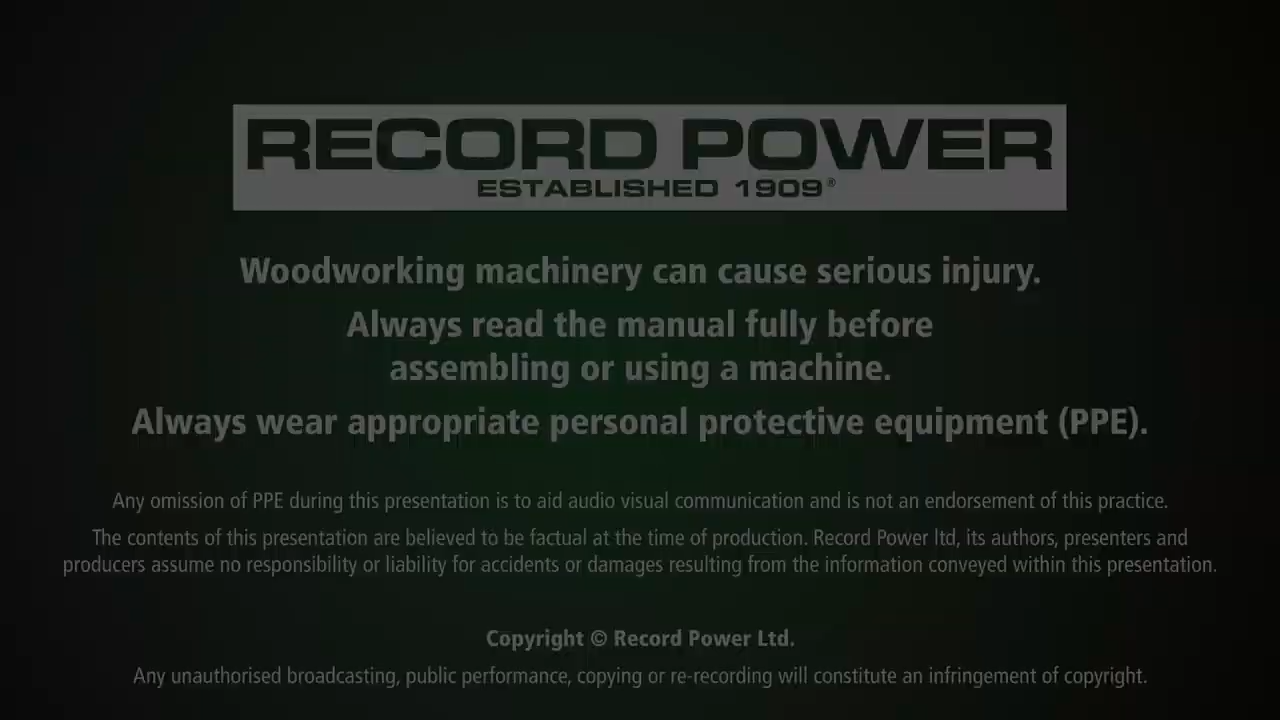 RECORD POWER
ESTABLISHED 1909®
Woodworking machinery can cause serious injury.
Always read the manual fully before
assembling or using a machine.
Always wear appropriate personal protective equipment (PPE).
Any omission of PPE during this presentation is to aid audio visual communication and is not an endorsement of this practice.
The contents of this presentation are believed to be factual at the time of production. Record Power ltd, its authors, presenters and
producers assume no responsibility or liability for accidents or damages resulting from the information conveyed within this presentation.
Copyright © Record Power Ltd.
Any unauthorised broadcasting, public performance, copying or re-recording will constitute an infringement of copyright.